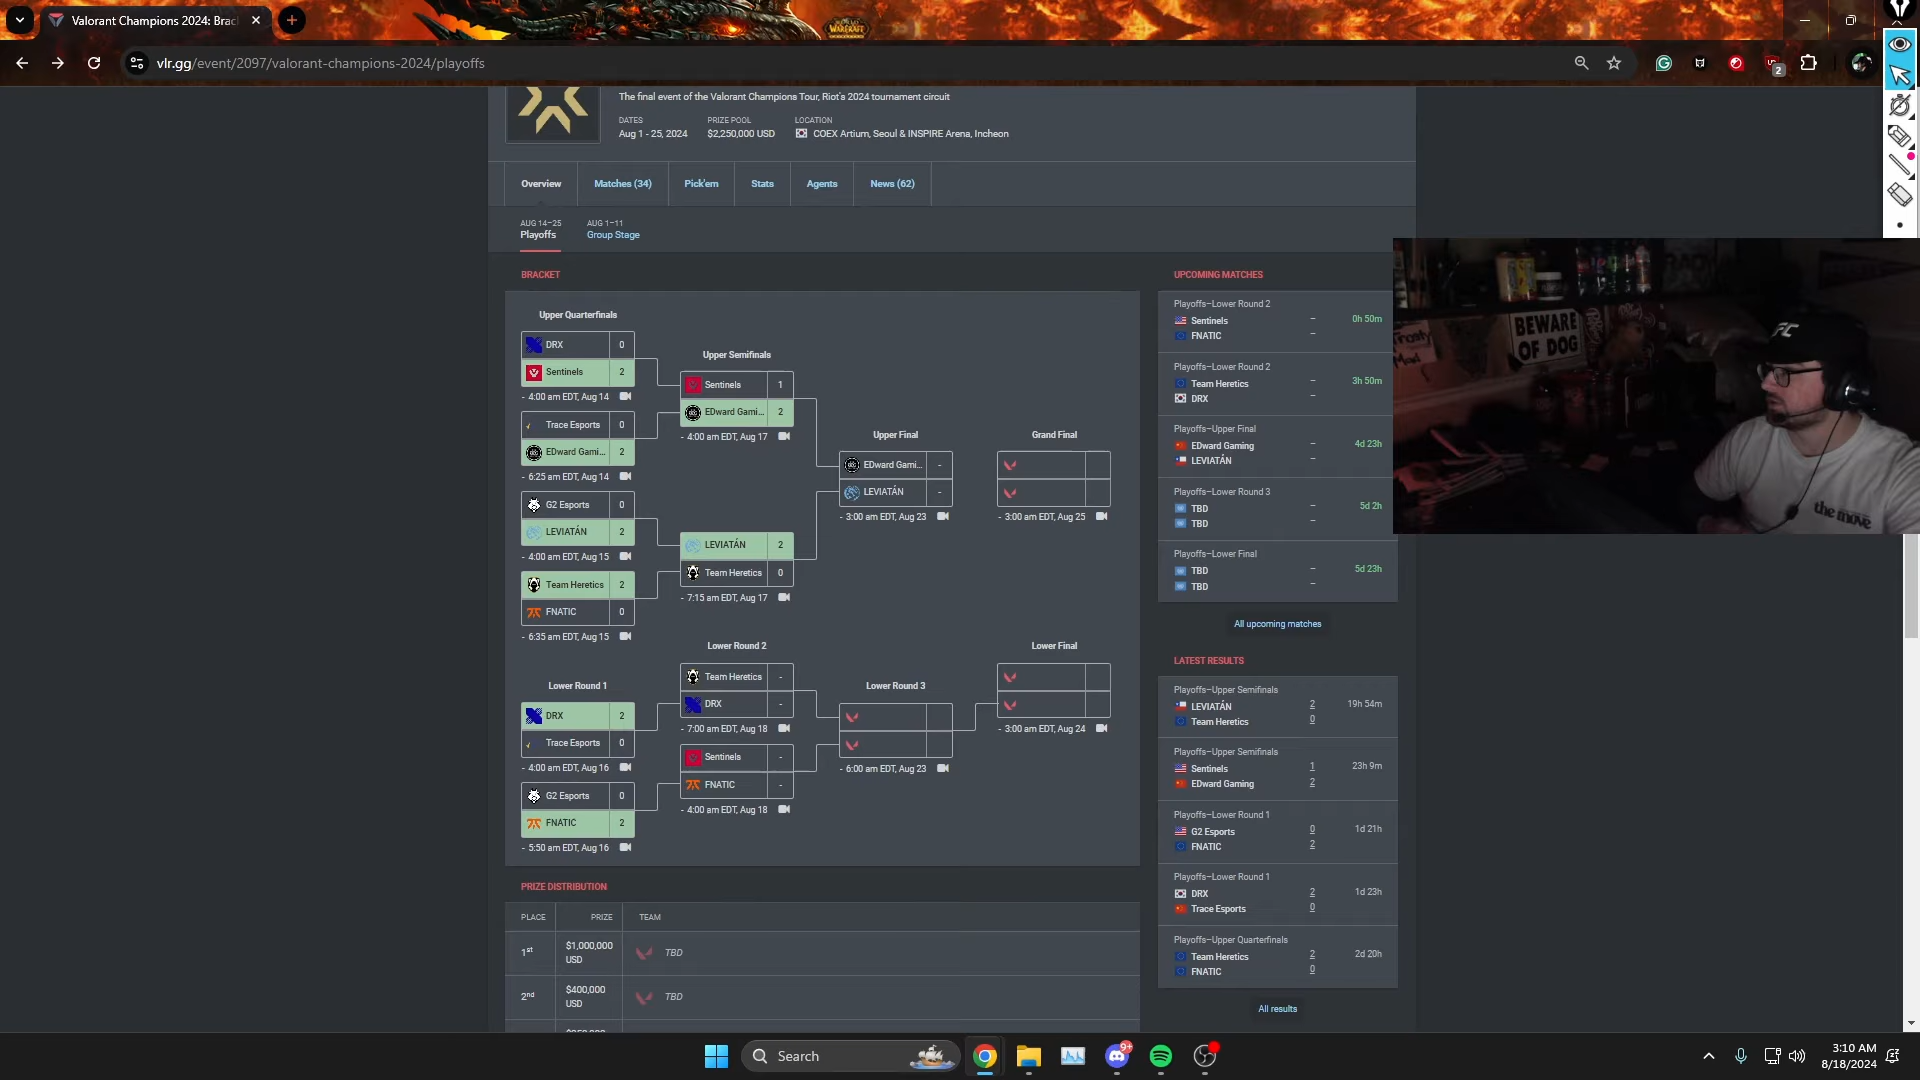 Valorant Champions 2024: Brac
vlr.gg/event/2097/valorant-champions-2024/playoffs
2
The final event of the Valorant Champions Tour, Riot's 2024 tournament circuit
DATES
Aug 1 - 25, 2024
PRIZE POOL
$2,250,000 USD
LOCATION
COEX Artium, Seoul & INSPIRE Arena, Incheon
Overview
Matches (34)
Pick'em
Stats
Agents
News (62)
AUG 14–25
Playoffs
AUG 1–11
Group Stage
BRACKET
Upper Quarterfinals
DRX 0
Sentinels 2
- 4:00 am EDT, Aug 14
Trace Esports 0
EDward Gami... 2
- 6:25 am EDT, Aug 14
G2 Esports 0
LEVIATÁN 2
- 4:00 am EDT, Aug 15
Team Heretics 2
FNATIC 0
- 6:35 am EDT, Aug 15
Upper Semifinals
Sentinels 1
EDward Gami... 2
- 4:00 am EDT, Aug 17
LEVIATÁN 2
Team Heretics 0
- 7:15 am EDT, Aug 17
Upper Final
EDward Gami... -
LEVIATÁN -
- 3:00 am EDT, Aug 23
Grand Final
- 3:00 am EDT, Aug 25
Lower Round 1
DRX 2
Trace Esports 0
- 4:00 am EDT, Aug 16
G2 Esports 0
FNATIC 2
- 5:50 am EDT, Aug 16
Lower Round 2
Team Heretics -
DRX -
- 7:00 am EDT, Aug 18
Sentinels -
FNATIC -
- 4:00 am EDT, Aug 18
Lower Round 3
- 6:00 am EDT, Aug 23
Lower Final
- 3:00 am EDT, Aug 24
PRIZE DISTRIBUTION
PLACE PRIZE TEAM
1st $1,000,000 USD TBD
2nd $400,000 USD TBD
UPCOMING MATCHES
Playoffs–Lower Round 2
Sentinels – 0h 50m
FNATIC –
Playoffs–Lower Round 2
Team Heretics – 3h 50m
DRX –
Playoffs–Upper Final
EDward Gaming – 4d 23h
LEVIATÁN –
Playoffs–Lower Round 3
TBD – 5d 2h
TBD –
Playoffs–Lower Final
TBD – 5d 23h
TBD –
All upcoming matches
LATEST RESULTS
Playoffs–Upper Semifinals
LEVIATÁN 2 19h 54m
Team Heretics 0
Playoffs–Upper Semifinals
Sentinels 1 23h 9m
EDward Gaming 2
Playoffs–Lower Round 1
G2 Esports 0 1d 21h
FNATIC 2
Playoffs–Lower Round 1
DRX 2 1d 23h
Trace Esports 0
Playoffs–Upper Quarterfinals
Team Heretics 2 2d 20h
FNATIC 0
All results
BEWARE
OF DOG
FC
the move
Search
9+
3:10 AM
8/18/2024